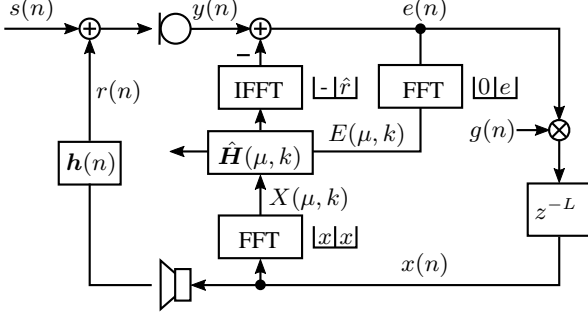 s(n) y(n) e(n)
−
r(n) IFFT |-|r̂ FFT |0|e
E(μ, k) g(n)
h(n) Ĥ(μ, k)
X(μ, k) z^{-L}
FFT |x|x
x(n)